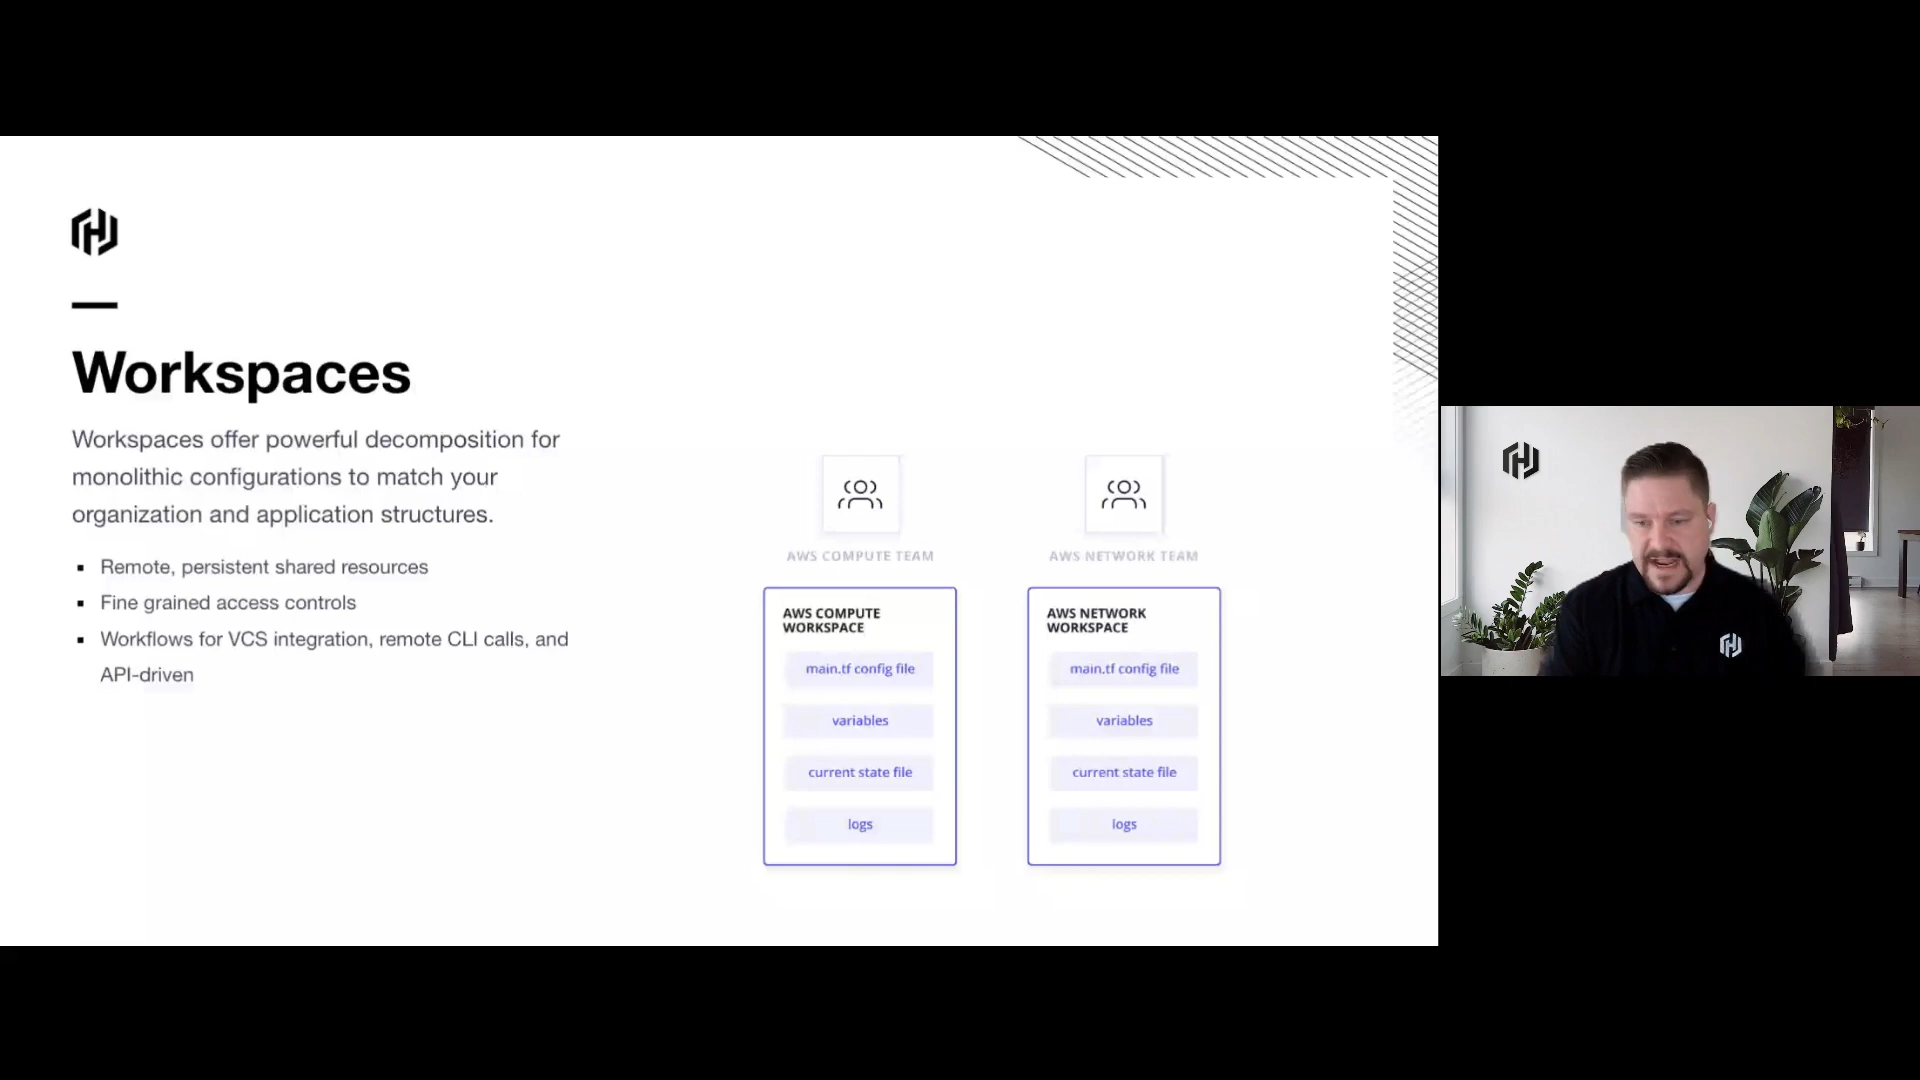 Workspaces
Workspaces offer powerful decomposition for
monolithic configurations to match your
organization and application structures.
▪ Remote, persistent shared resources
▪ Fine grained access controls
▪ Workflows for VCS integration, remote CLI calls, and
API-driven
AWS COMPUTE TEAM
AWS COMPUTE
WORKSPACE
main.tf config file
variables
current state file
logs
AWS NETWORK TEAM
AWS NETWORK
WORKSPACE
main.tf config file
variables
current state file
logs